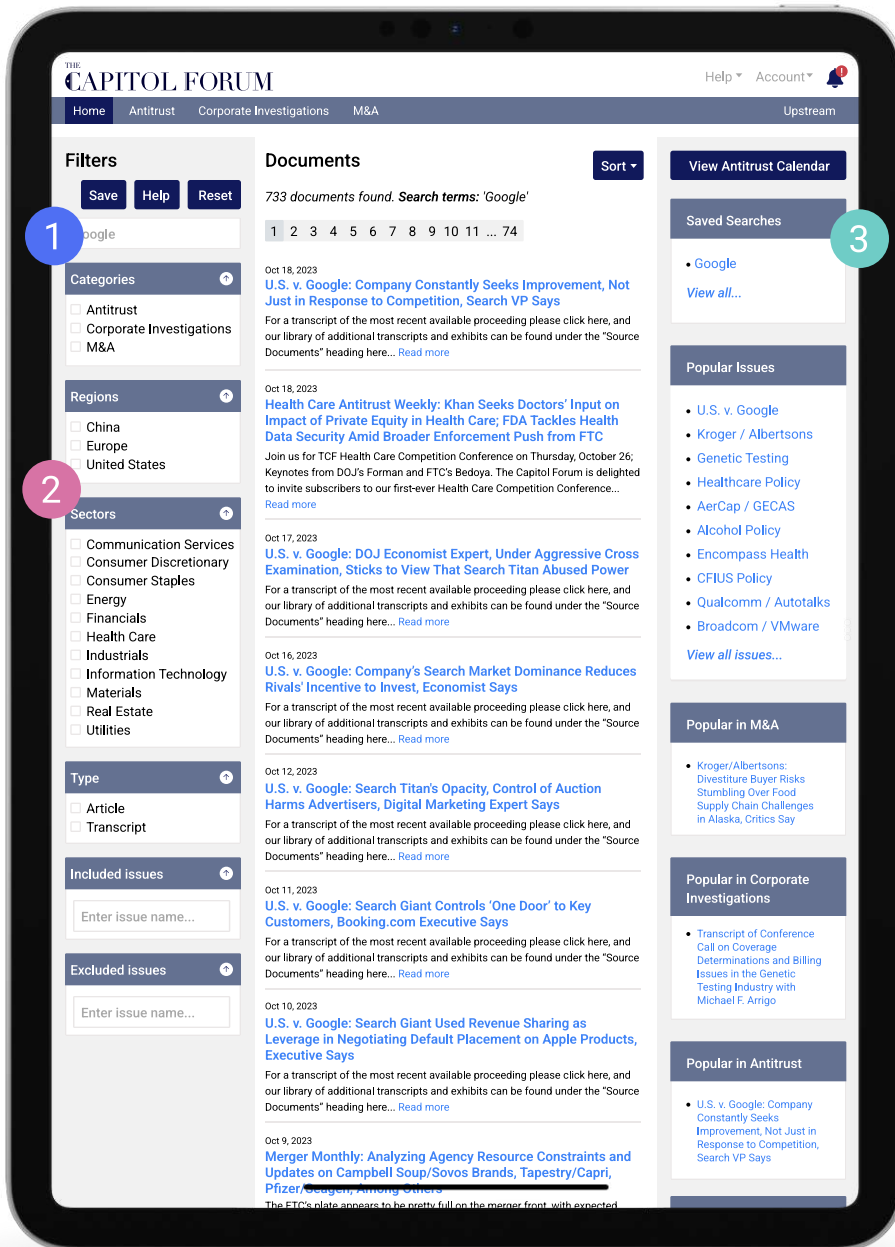 THE
CAPITOL FORUM
Help
Account
!
Home
Antitrust
Corporate Investigations
M&A
Upstream
Filters
Save
Help
Reset
1
oogle
Categories
Antitrust
Corporate Investigations
M&A
Regions
China
Europe
United States
2
Sectors
Communication Services
Consumer Discretionary
Consumer Staples
Energy
Financials
Health Care
Industrials
Information Technology
Materials
Real Estate
Utilities
Type
Article
Transcript
Included issues
Enter issue name...
Excluded issues
Enter issue name...
Documents
Sort
733 documents found. Search terms: 'Google'
1 2 3 4 5 6 7 8 9 10 11 ... 74
Oct 18, 2023
U.S. v. Google: Company Constantly Seeks Improvement, Not
Just in Response to Competition, Search VP Says
For a transcript of the most recent available proceeding please click here, and
our library of additional transcripts and exhibits can be found under the “Source
Documents” heading here... Read more
Oct 18, 2023
Health Care Antitrust Weekly: Khan Seeks Doctors’ Input on
Impact of Private Equity in Health Care; FDA Tackles Health
Data Security Amid Broader Enforcement Push from FTC
Join us for TCF Health Care Competition Conference on Thursday, October 26;
Keynotes from DOJ’s Forman and FTC’s Bedoya. The Capitol Forum is delighted
to invite subscribers to our first-ever Health Care Competition Conference...
Read more
Oct 17, 2023
U.S. v. Google: DOJ Economist Expert, Under Aggressive Cross
Examination, Sticks to View That Search Titan Abused Power
For a transcript of the most recent available proceeding please click here, and
our library of additional transcripts and exhibits can be found under the “Source
Documents” heading here... Read more
Oct 16, 2023
U.S. v. Google: Company’s Search Market Dominance Reduces
Rivals' Incentive to Invest, Economist Says
For a transcript of the most recent available proceeding please click here, and
our library of additional transcripts and exhibits can be found under the “Source
Documents” heading here... Read more
Oct 12, 2023
U.S. v. Google: Search Titan's Opacity, Control of Auction
Harms Advertisers, Digital Marketing Expert Says
For a transcript of the most recent available proceeding please click here, and
our library of additional transcripts and exhibits can be found under the “Source
Documents” heading here... Read more
Oct 11, 2023
U.S. v. Google: Search Giant Controls ‘One Door’ to Key
Customers, Booking.com Executive Says
For a transcript of the most recent available proceeding please click here, and
our library of additional transcripts and exhibits can be found under the “Source
Documents” heading here... Read more
Oct 10, 2023
U.S. v. Google: Search Giant Used Revenue Sharing as
Leverage in Negotiating Default Placement on Apple Products,
Executive Says
For a transcript of the most recent available proceeding please click here, and
our library of additional transcripts and exhibits can be found under the “Source
Documents” heading here... Read more
Oct 9, 2023
Merger Monthly: Analyzing Agency Resource Constraints and
Updates on Campbell Soup/Sovos Brands, Tapestry/Capri,
Pfizer/Seagen, Among Others
The FTC’s plate appears to be pretty full on the merger front, with expected
View Antitrust Calendar
Saved Searches
3
Google
View all...
Popular Issues
U.S. v. Google
Kroger / Albertsons
Genetic Testing
Healthcare Policy
AerCap / GECAS
Alcohol Policy
Encompass Health
CFIUS Policy
Qualcomm / Autotalks
Broadcom / VMware
View all issues...
Popular in M&A
Kroger/Albertsons:
Divestiture Buyer Risks
Stumbling Over Food
Supply Chain Challenges
in Alaska, Critics Say
Popular in Corporate
Investigations
Transcript of Conference
Call on Coverage
Determinations and Billing
Issues in the Genetic
Testing Industry with
Michael F. Arrigo
Popular in Antitrust
U.S. v. Google: Company
Constantly Seeks
Improvement, Not Just in
Response to Competition,
Search VP Says